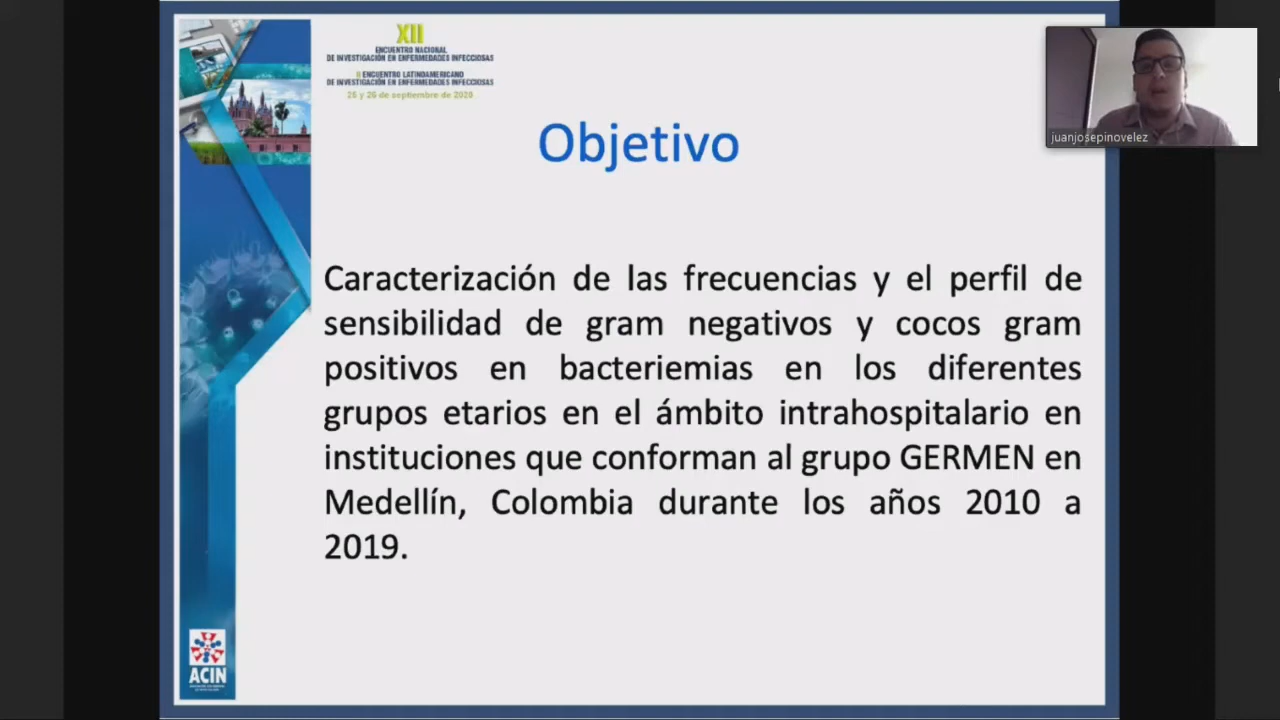 XII
ENCUENTRO NACIONAL
DE INVESTIGACIÓN EN ENFERMEDADES INFECCIOSAS
II ENCUENTRO LATINOAMERICANO
DE INVESTIGACIÓN EN ENFERMEDADES INFECCIOSAS
25 y 26 de septiembre de 2020
juanjosepinovelez
Objetivo
Caracterización de las frecuencias y el perfil de
sensibilidad de gram negativos y cocos gram
positivos en bacteriemias en los diferentes
grupos etarios en el ámbito intrahospitalario en
instituciones que conforman al grupo GERMEN en
Medellín, Colombia durante los años 2010 a
2019.
ACIN